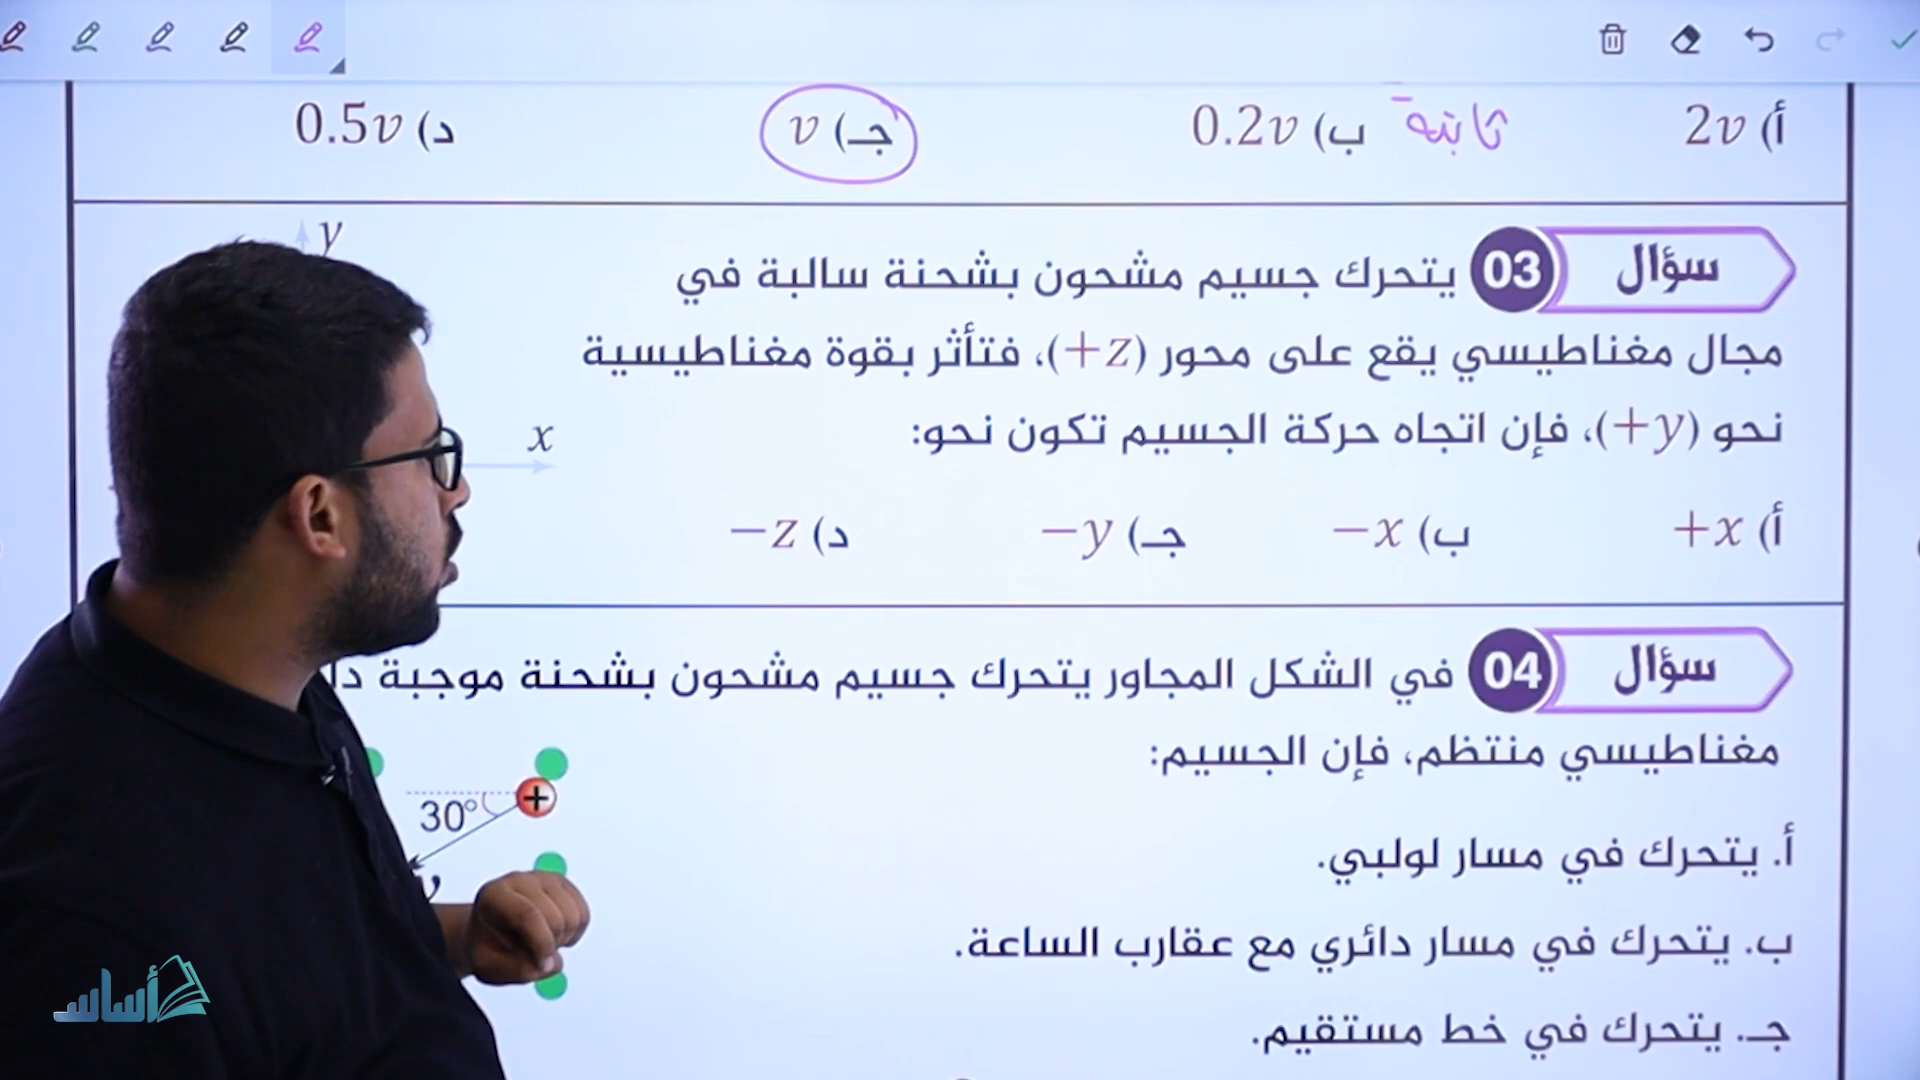 أ) 2v ب) 0.2v جـ) v د) 0.5v
ثابتة
سؤال 03 يتحرك جسيم مشحون بشحنة سالبة في
مجال مغناطيسي يقع على محور (+z)، فتأثر بقوة مغناطيسية
نحو (+y)، فإن اتجاه حركة الجسيم تكون نحو:
y
x
أ) +x ب) −x جـ) −y د) −z
سؤال 04 في الشكل المجاور يتحرك جسيم مشحون بشحنة موجبة
مغناطيسي منتظم، فإن الجسيم:
+
30°
أ. يتحرك في مسار لولبي.
ب. يتحرك في مسار دائري مع عقارب الساعة.
جـ. يتحرك في خط مستقيم.
أساس